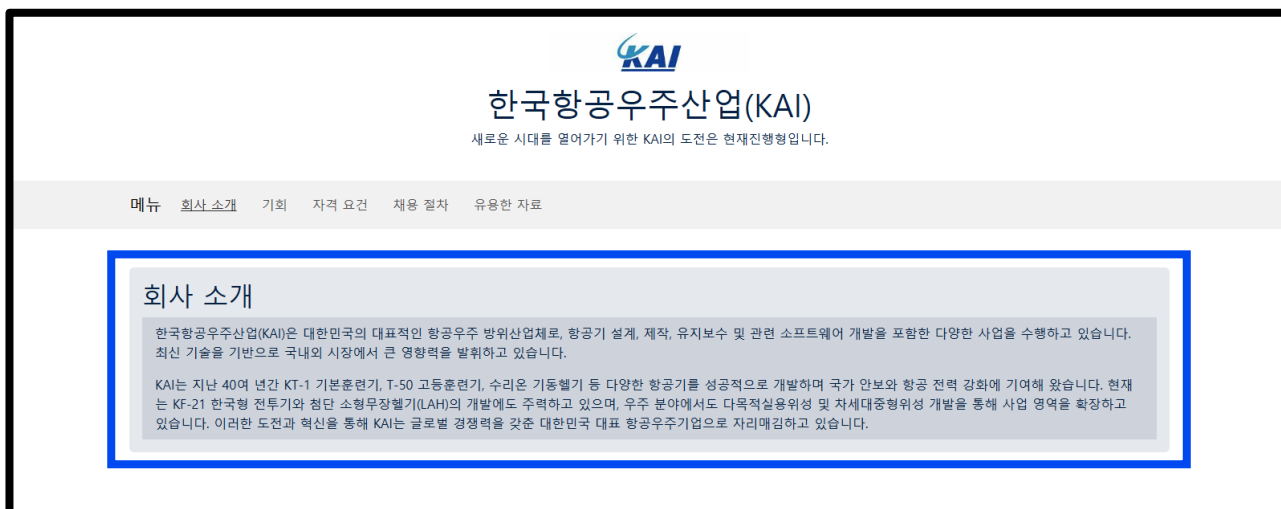 KAI
한국항공우주산업(KAI)
새로운 시대를 열어가기 위한 KAI의 도전은 현재진행형입니다.
메뉴 회사 소개 기회 자격 요건 채용 절차 유용한 자료
회사 소개
한국항공우주산업(KAI)은 대한민국의 대표적인 항공우주 방위산업체로, 항공기 설계, 제작, 유지보수 및 관련 소프트웨어 개발을 포함한 다양한 사업을 수행하고 있습니다.
최신 기술을 기반으로 국내외 시장에서 큰 영향력을 발휘하고 있습니다.
KAI는 지난 40여 년간 KT-1 기본훈련기, T-50 고등훈련기, 수리온 기동헬기 등 다양한 항공기를 성공적으로 개발하며 국가 안보와 항공 전력 강화에 기여해 왔습니다. 현재
는 KF-21 한국형 전투기와 첨단 소형무장헬기(LAH)의 개발에도 주력하고 있으며, 우주 분야에서도 다목적실용위성 및 차세대중형위성 개발을 통해 사업 영역을 확장하고
있습니다. 이러한 도전과 혁신을 통해 KAI는 글로벌 경쟁력을 갖춘 대한민국 대표 항공우주기업으로 자리매김하고 있습니다.